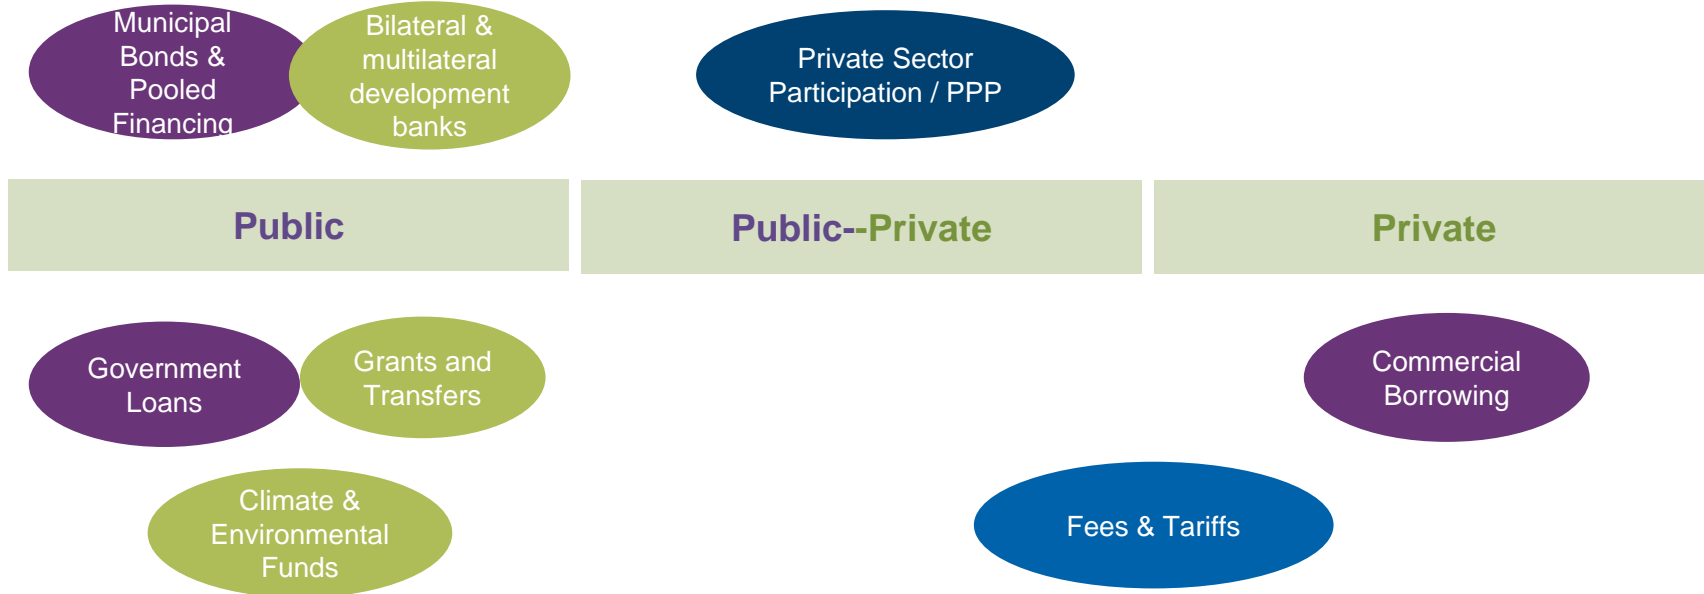 Municipal
Bonds &
Pooled
Financing
Bilateral &
multilateral
development
banks
Private Sector
Participation / PPP
Public
Public--Private
Private
Government
Loans
Grants and
Transfers
Commercial
Borrowing
Climate &
Environmental
Funds
Fees & Tariffs